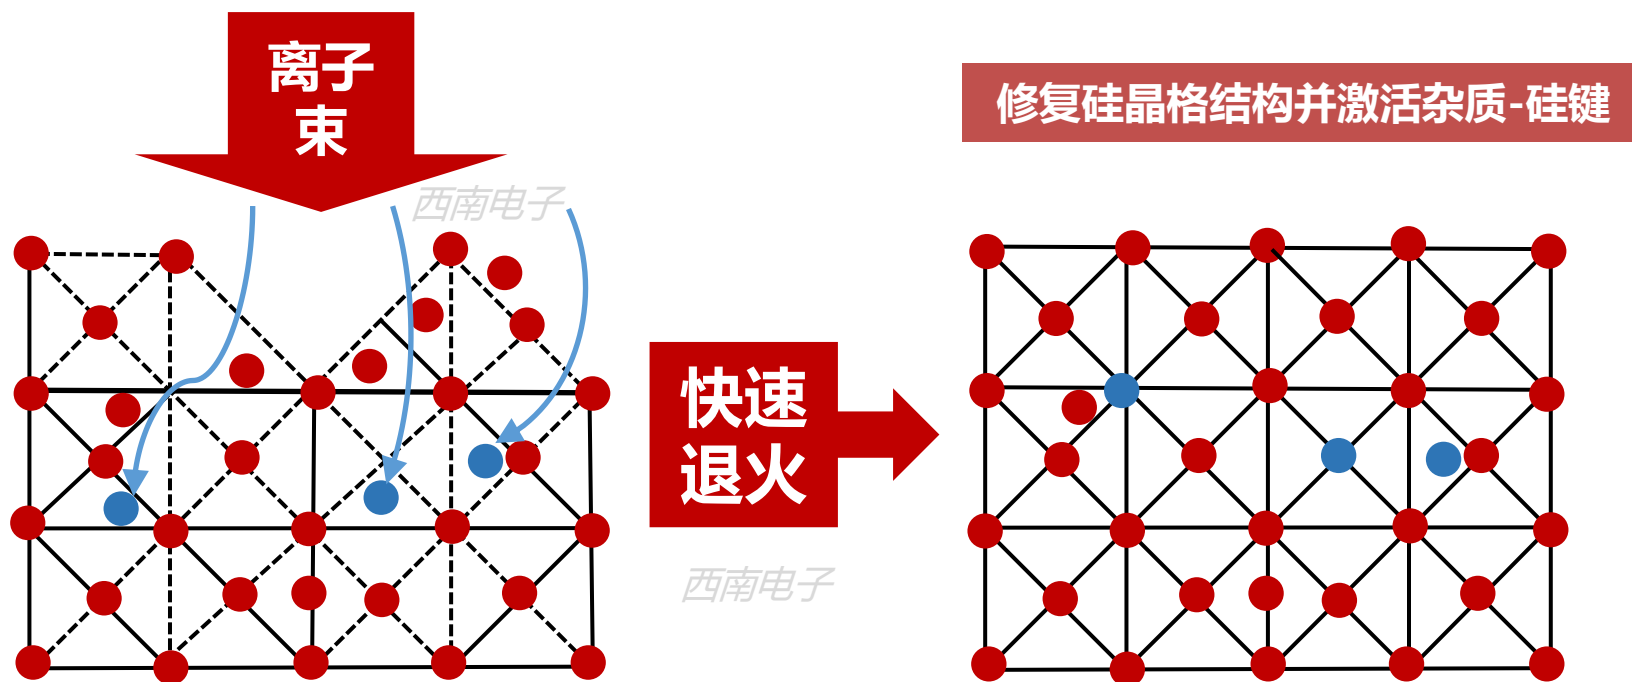 离子
束
修复硅晶格结构并激活杂质-硅键
西南电子
快速
退火
西南电子